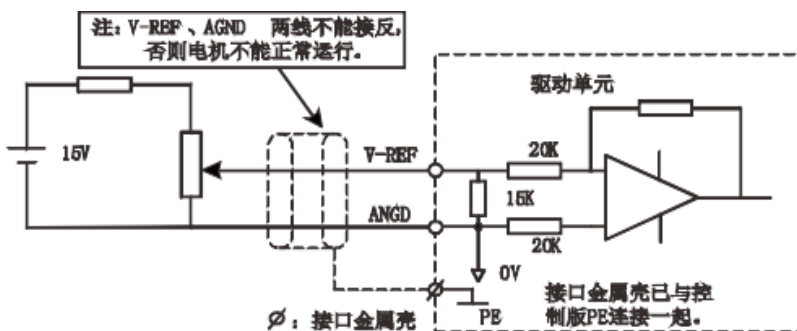 注：V-REF 、AGND 两线不能接反，
否则电机不能正常运行。
驱动单元
15V
V-REF
20K
15K
ANGD
20K
0V
接口金属壳已与控
制版PE连接一起。
PE
Ø：接口金属壳